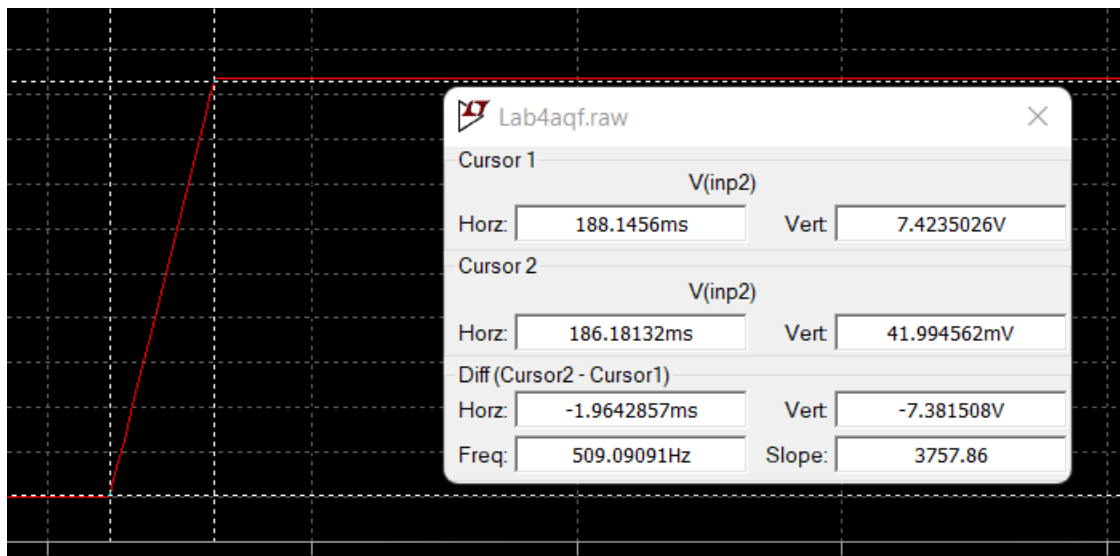 Lab4aqf.raw
Cursor 1
V(inp2)
Horz: 188.1456ms Vert: 7.4235026V
Cursor 2
V(inp2)
Horz: 186.18132ms Vert: 41.994562mV
Diff (Cursor2 - Cursor1)
Horz: -1.9642857ms Vert: -7.381508V
Freq: 509.09091Hz Slope: 3757.86